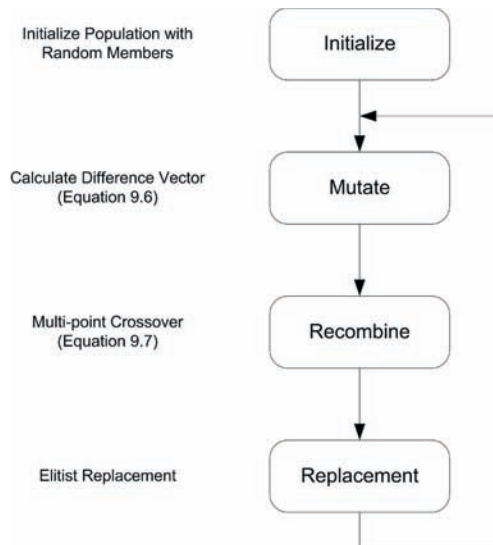 Initialize Population with
Random Members
Initialize
Calculate Difference Vector
(Equation 9.6)
Mutate
Multi-point Crossover
(Equation 9.7)
Recombine
Elitist Replacement
Replacement